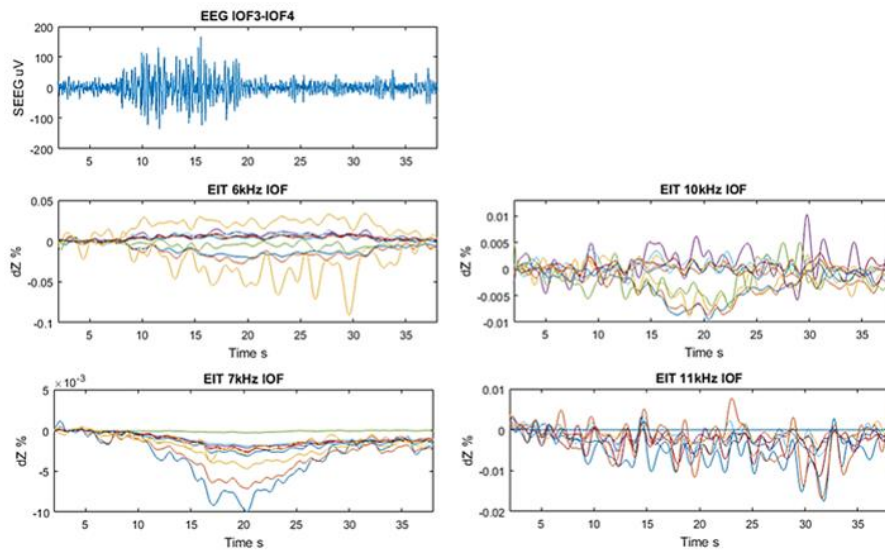 EEG IOF3-IOF4
SEEG uV
200
100
0
-100
-200
5 10 15 20 25 30 35
EIT 6kHz IOF
dZ %
0.05
0
-0.05
-0.1
5 10 15 20 25 30 35
Time s
EIT 10kHz IOF
dZ %
0.01
0.005
0
-0.005
-0.01
5 10 15 20 25 30 35
Time s
EIT 7kHz IOF
×10⁻³
dZ %
5
0
-5
-10
5 10 15 20 25 30 35
Time s
EIT 11kHz IOF
dZ %
0.01
0
-0.01
-0.02
5 10 15 20 25 30 35
Time s